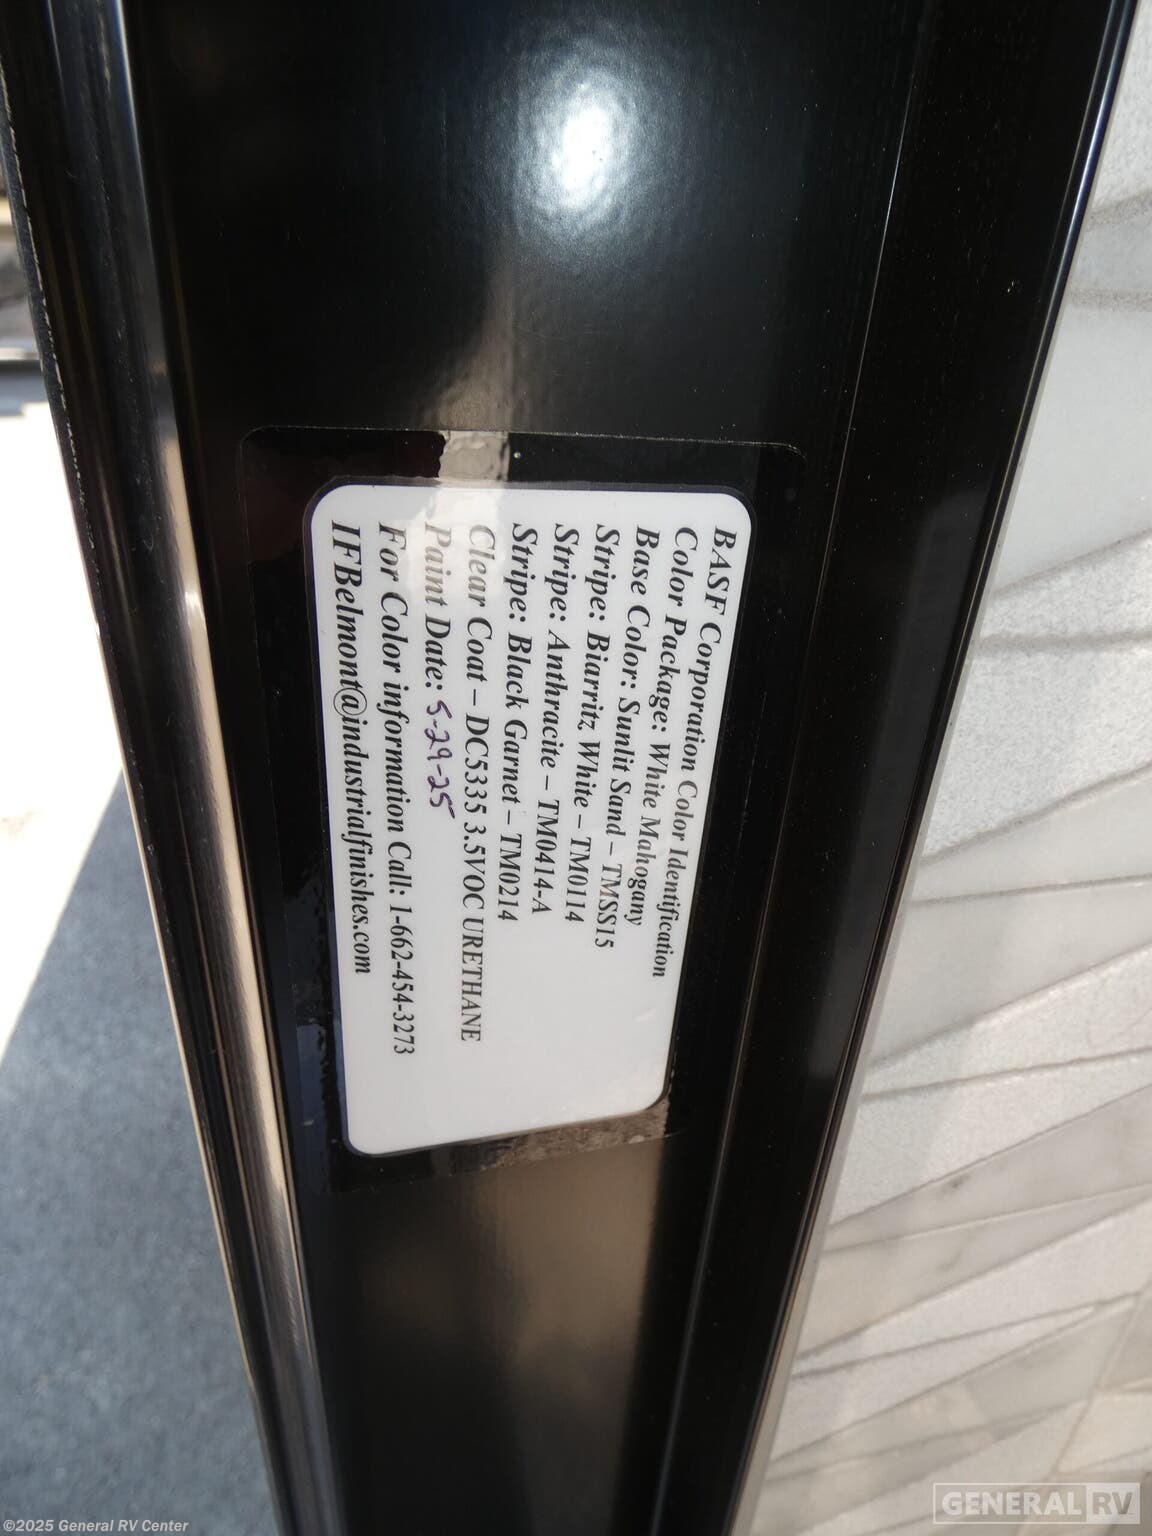 BASF Corporation Color Identification
Color Package: White Mahogany
Base Color: Sunlit Sand – TMSS15
Stripe: Biarritz White – TM0114
Stripe: Anthracite – TM0414-A
Stripe: Black Garnet – TM0214
Clear Coat – DC5335 3.5VOC URETHANE
Paint Date: 5-29-25
For Color information Call: 1-662-454-3273
IFBelmont@industrialfinishes.com
GENERAL RV
©2025 General RV Center